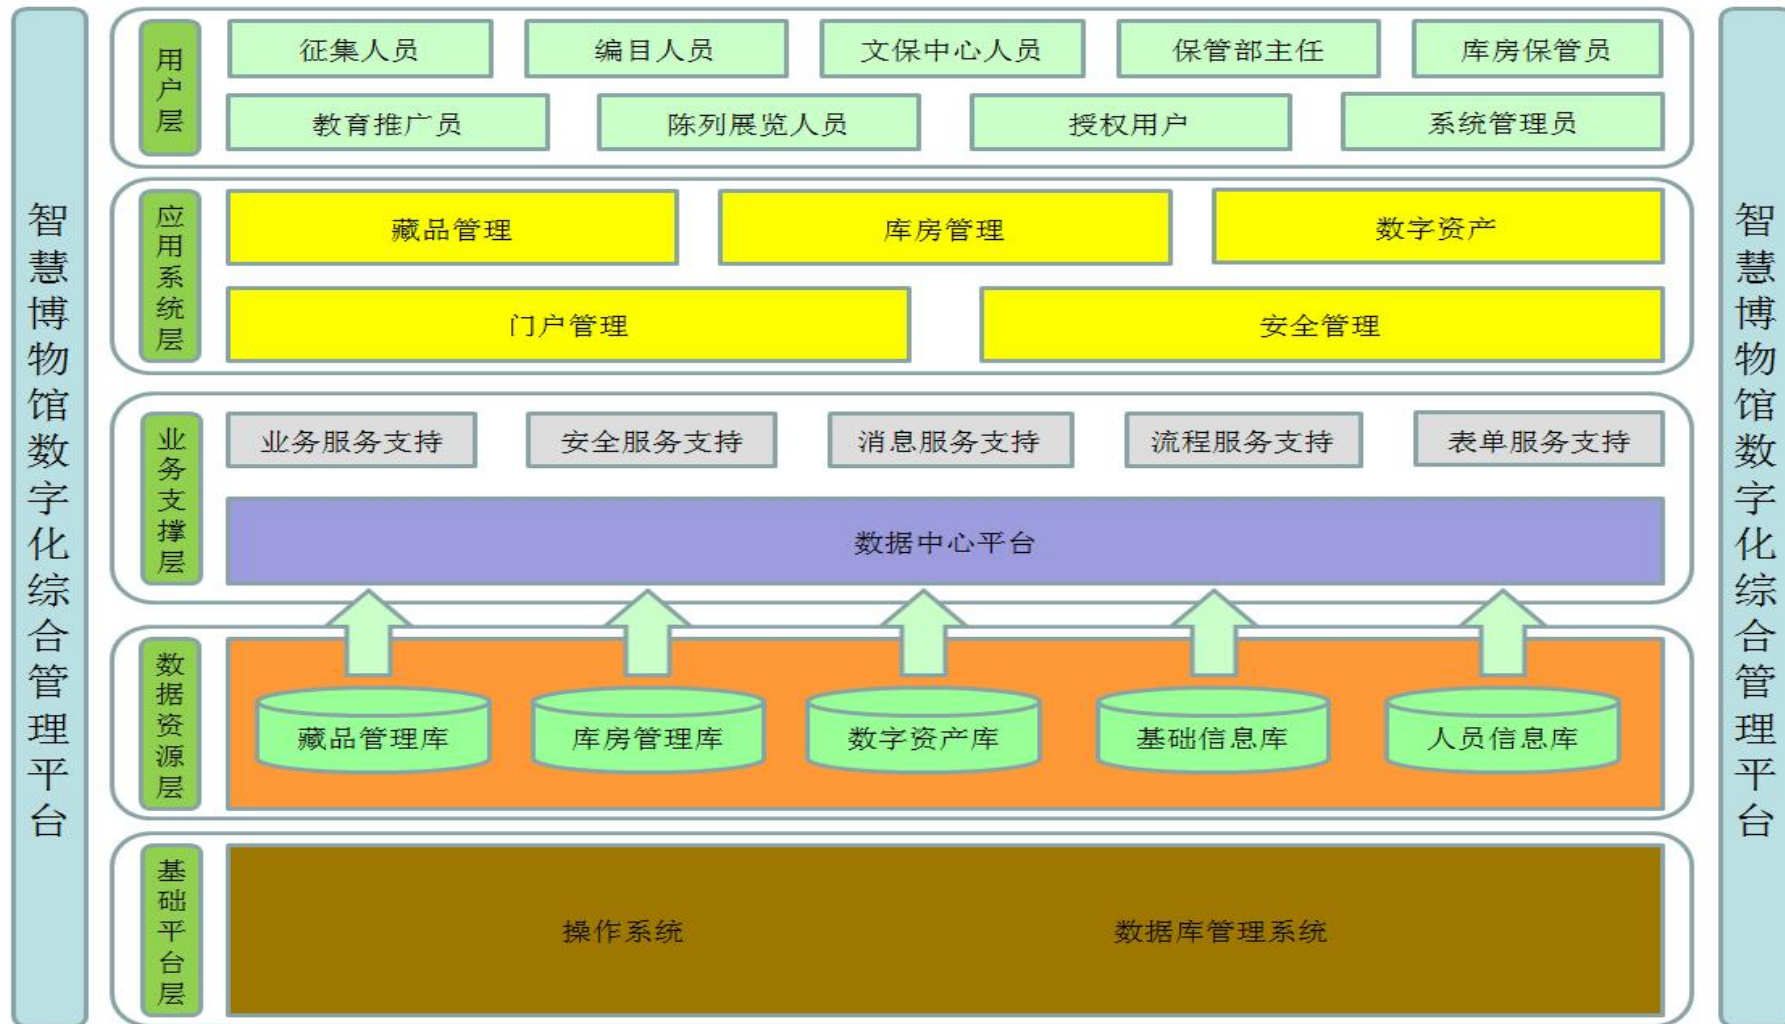 智慧博物馆数字化综合管理平台
用户层
征集人员
编目人员
文保中心人员
保管部主任
库房保管员
教育推广员
陈列展览人员
授权用户
系统管理员
应用系统层
藏品管理
库房管理
数字资产
门户管理
安全管理
业务支撑层
业务服务支持
安全服务支持
消息服务支持
流程服务支持
表单服务支持
数据中心平台
数据资源层
藏品管理库
库房管理库
数字资产库
基础信息库
人员信息库
基础平台层
操作系统
数据库管理系统
智慧博物馆数字化综合管理平台